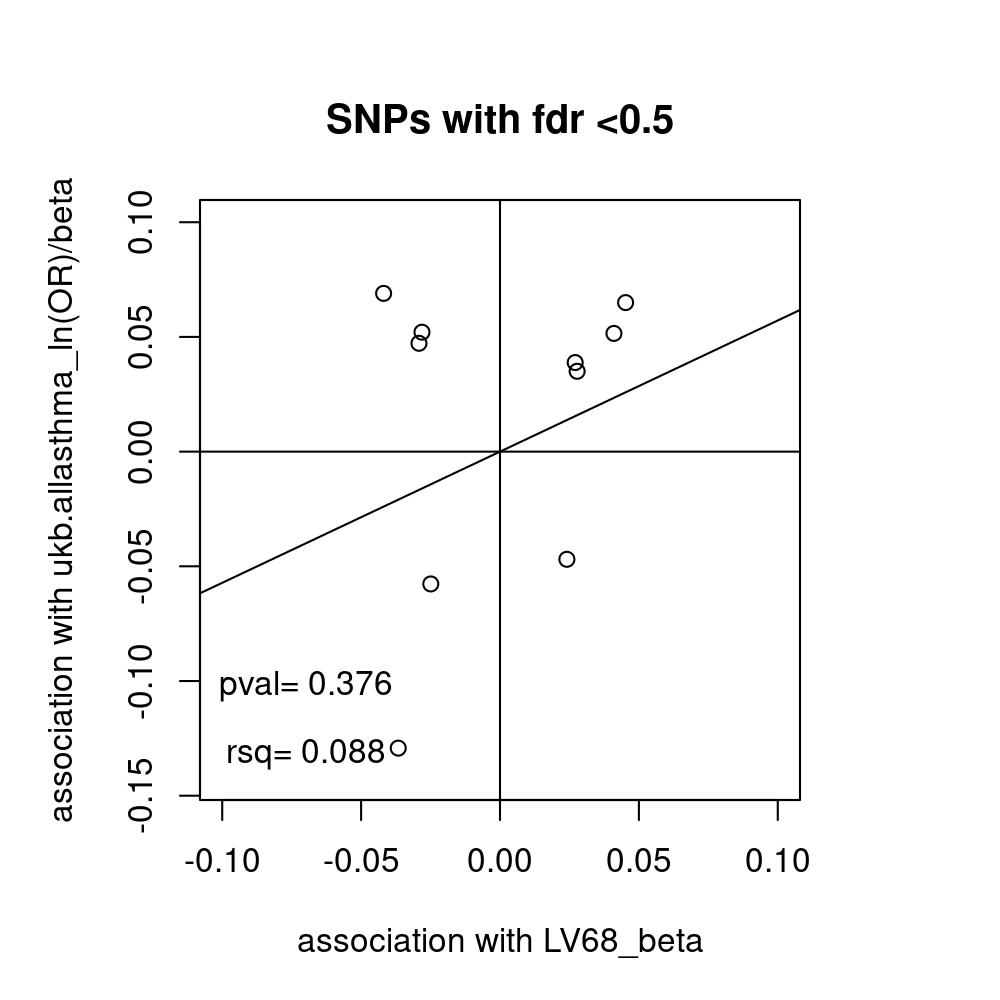 SNPs with fdr <0.5
association with ukb.allasthma_ln(OR)/beta
0.10
0.05
0.00
-0.05
-0.10
-0.15
pval= 0.376
rsq= 0.088
-0.10 -0.05 0.00 0.05 0.10
association with LV68_beta